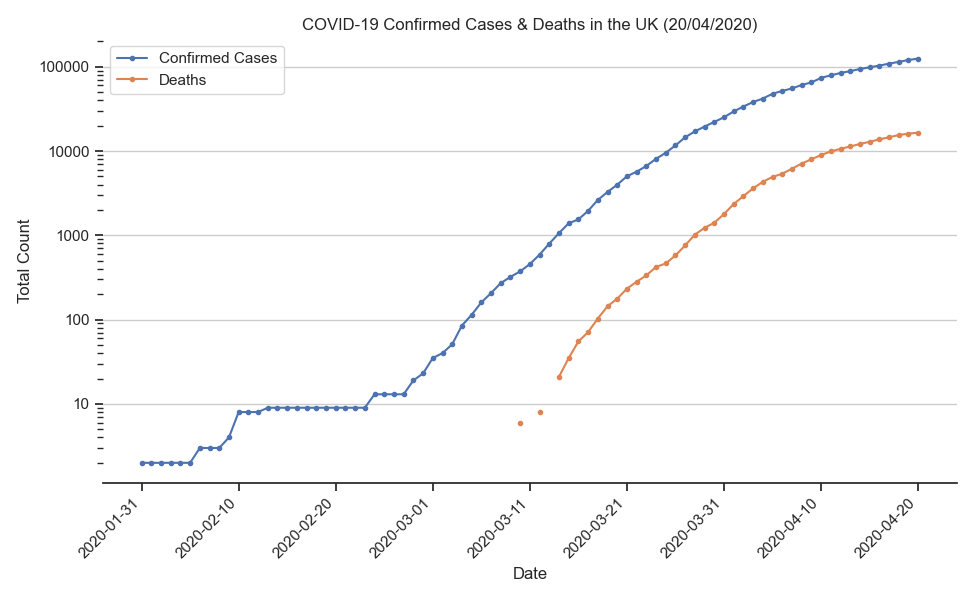 COVID-19 Confirmed Cases & Deaths in the UK (20/04/2020)
Confirmed Cases
Deaths
100000
10000
1000
100
10
Total Count
2020-01-31
2020-02-10
2020-02-20
2020-03-01
2020-03-11
2020-03-21
2020-03-31
2020-04-10
2020-04-20
Date